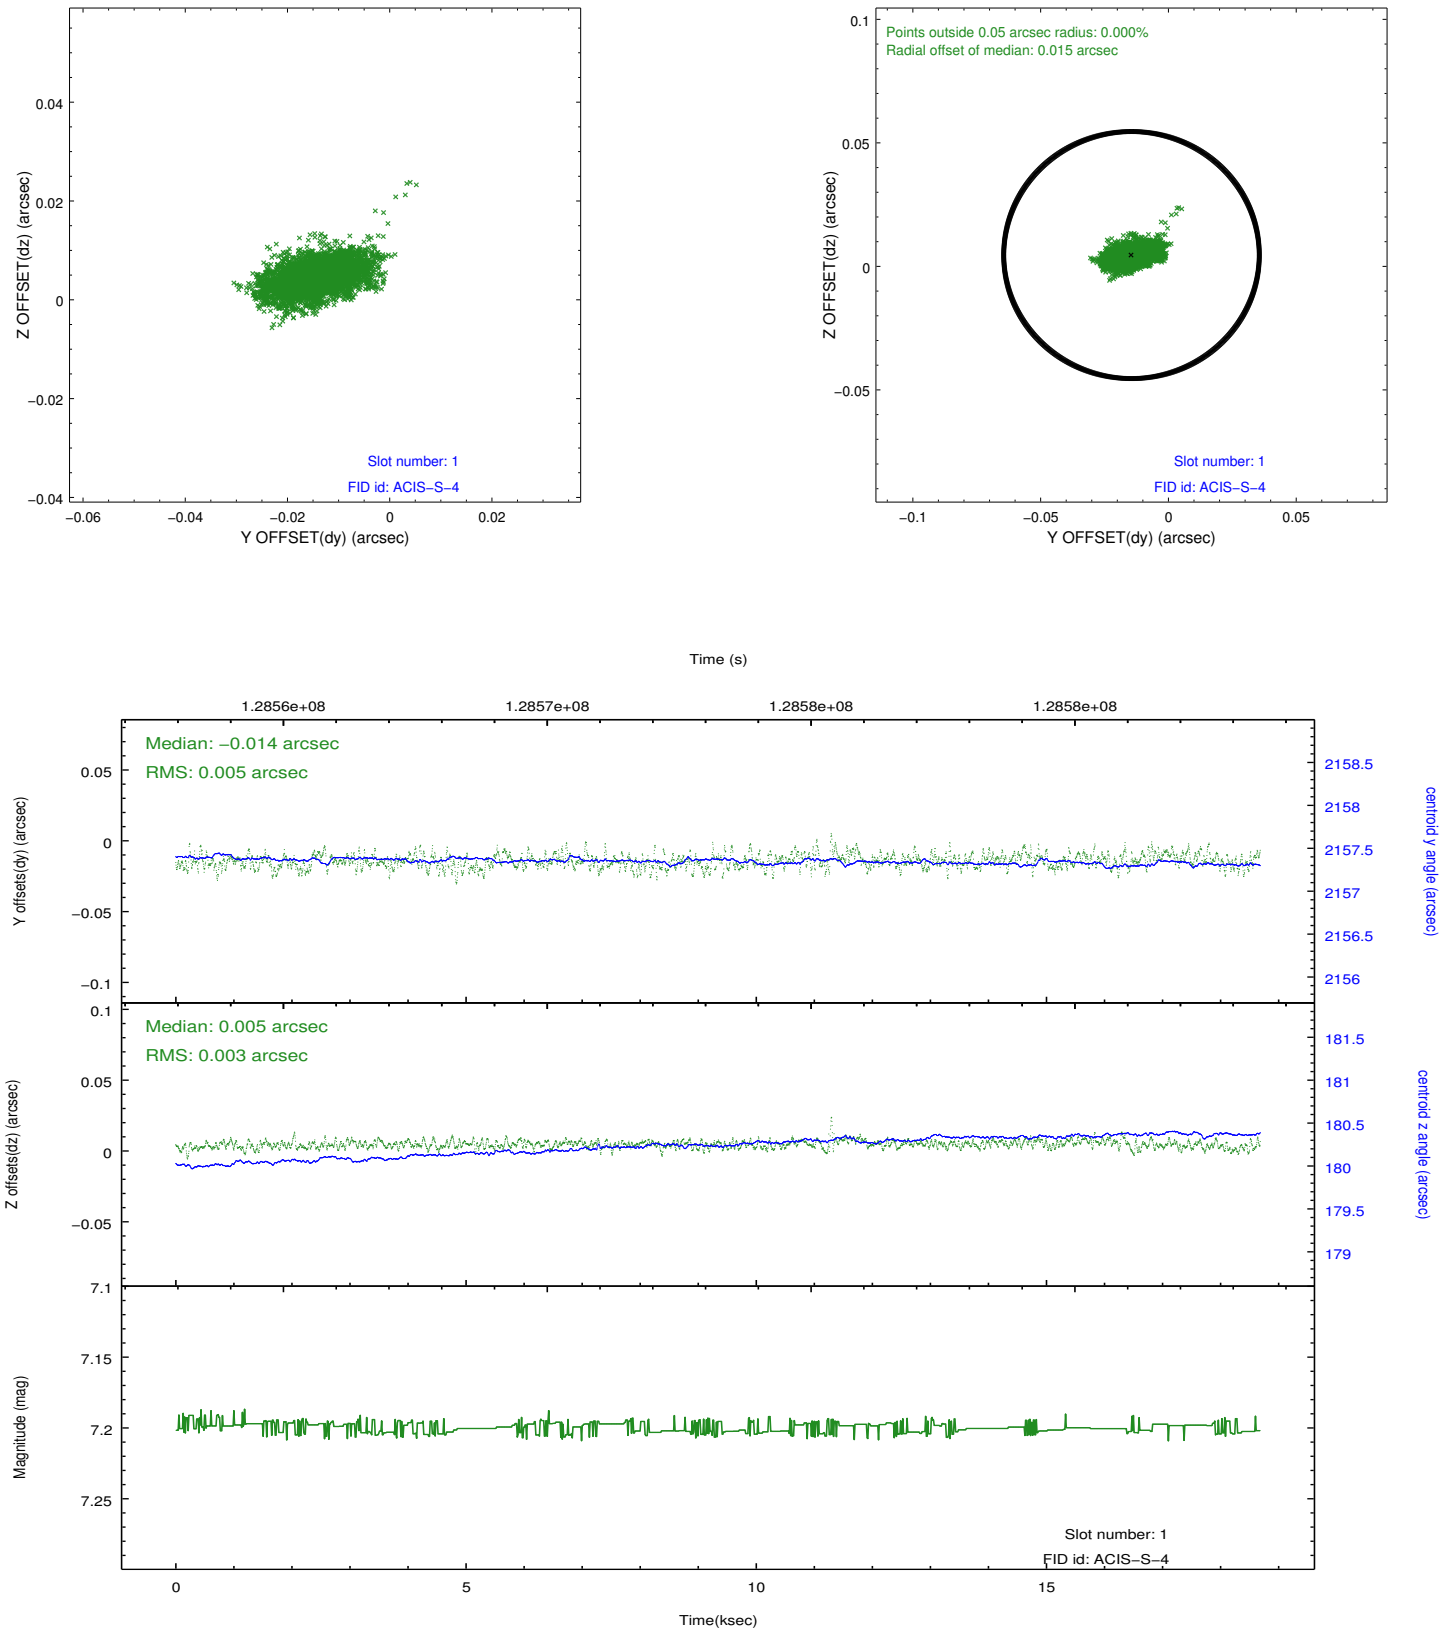 0.04
0.02
0
−0.02
−0.04
Z OFFSET(dz) (arcsec)
Slot number: 1
FID id: ACIS−S−4
−0.06
−0.04
−0.02
0
0.02
Y OFFSET(dy) (arcsec)
0.1
0.05
0
−0.05
Z OFFSET(dz) (arcsec)
Points outside 0.05 arcsec radius: 0.000%
Radial offset of median: 0.015 arcsec
Slot number: 1
FID id: ACIS−S−4
−0.1
−0.05
0
0.05
Y OFFSET(dy) (arcsec)
Time (s)
1.2856e+08
1.2857e+08
1.2858e+08
1.2858e+08
Median: −0.014 arcsec
RMS: 0.005 arcsec
0.05
0
−0.05
−0.1
Y offsets(dy) (arcsec)
2158.5
2158
2157.5
2157
2156.5
2156
centroid y angle (arcsec)
Median: 0.005 arcsec
RMS: 0.003 arcsec
0.1
0.05
0
−0.05
Z offsets(dz) (arcsec)
181.5
181
180.5
180
179.5
179
centroid z angle (arcsec)
7.1
7.15
7.2
7.25
Magnitude (mag)
Slot number: 1
FID id: ACIS−S−4
0
5
10
15
Time(ksec)